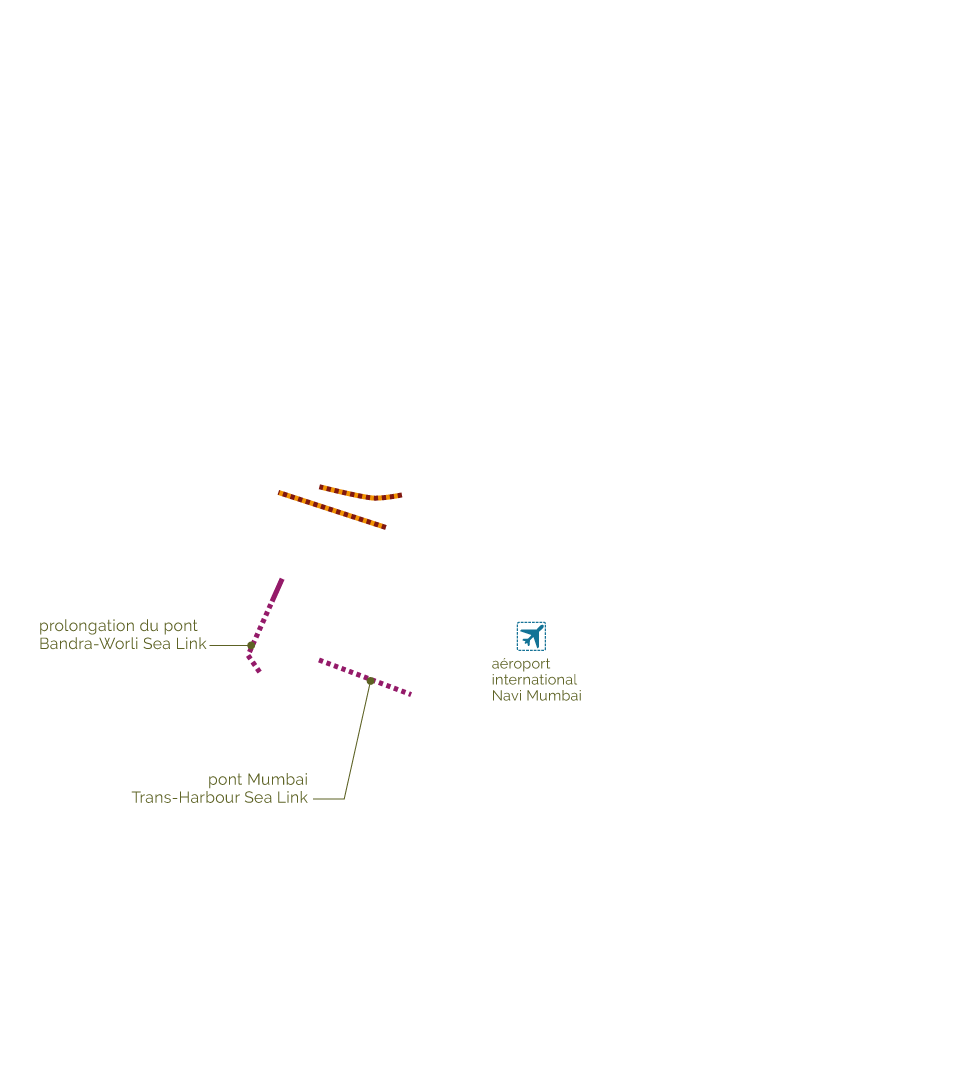 prolongation du pont
Bandra-Worli Sea Link
aéroport
international
Navi Mumbai
pont Mumbai
Trans-Harbour Sea Link